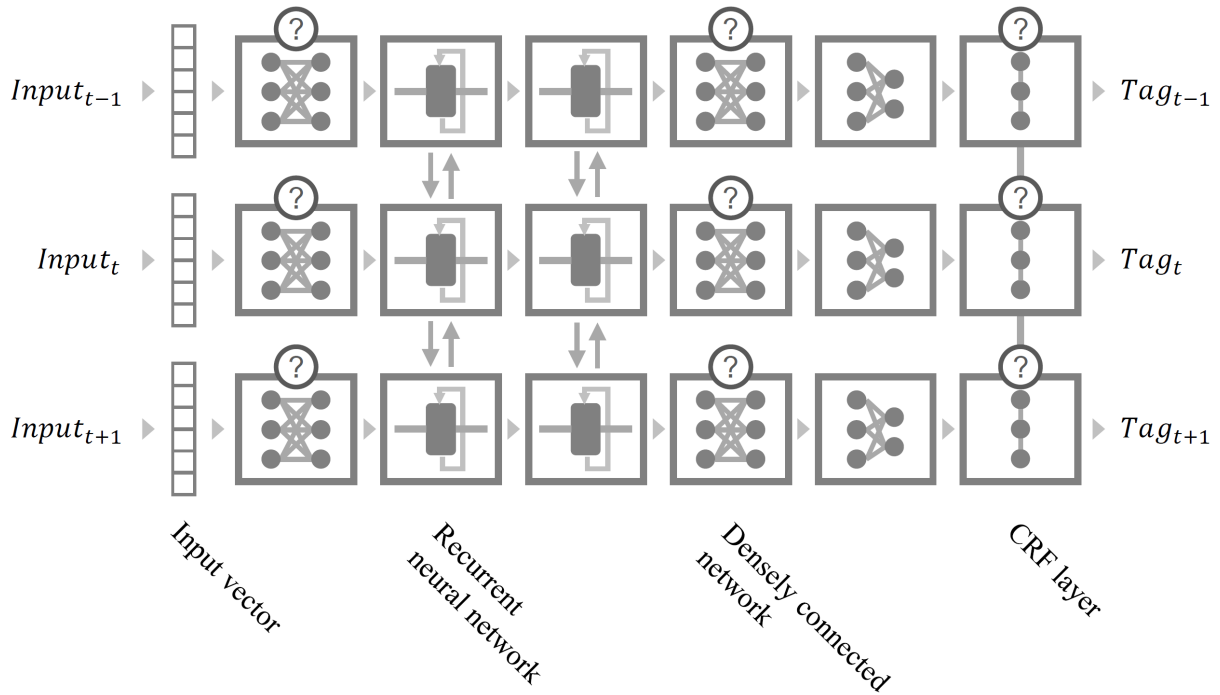 ? ? ?
Input_{t-1} Tag_{t-1}
? ? ?
Input_t Tag_t
? ? ?
Input_{t+1} Tag_{t+1}
Input vector
Recurrent
neural network
Densely connected
network
CRF layer